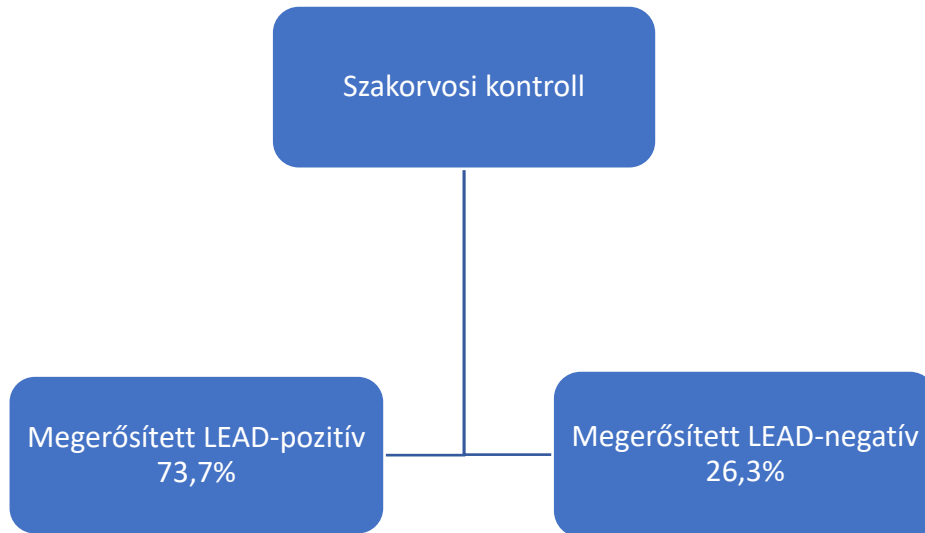 Szakorvosi kontroll
Megerősített LEAD-pozitív
73,7%
Megerősített LEAD-negatív
26,3%